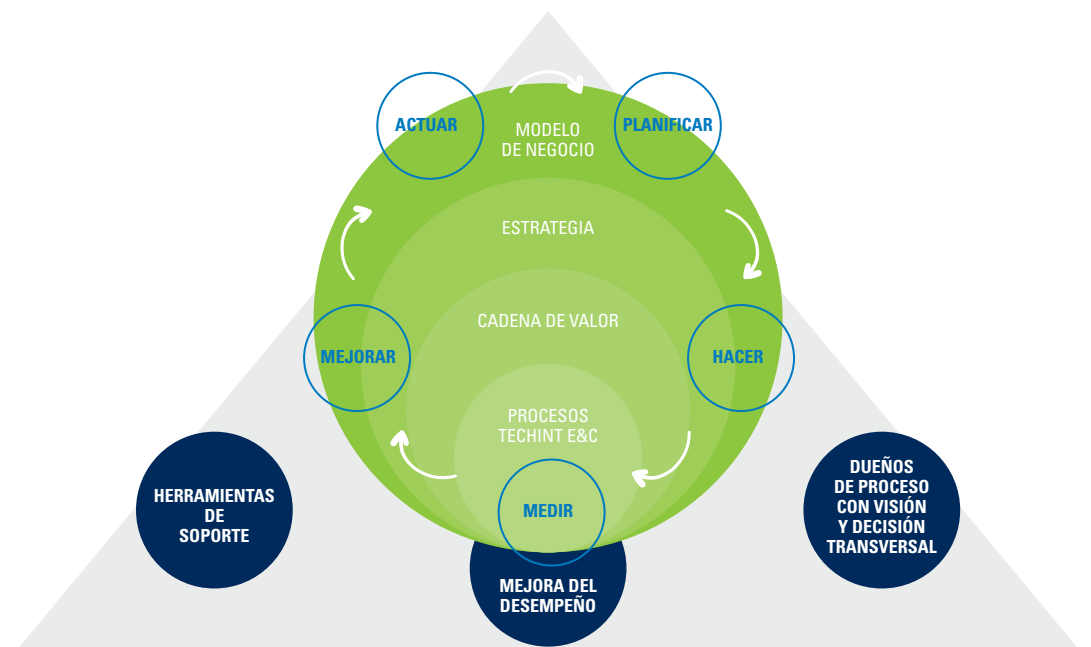 ACTUAR
MODELO
DE NEGOCIO
PLANIFICAR
ESTRATEGIA
CADENA DE VALOR
MEJORAR
HACER
PROCESOS
TECHINT E&C
MEDIR
HERRAMIENTAS
DE
SOPORTE
MEJORA DEL
DESEMPEÑO
DUEÑOS
DE PROCESO
CON VISIÓN
Y DECISIÓN
TRANSVERSAL